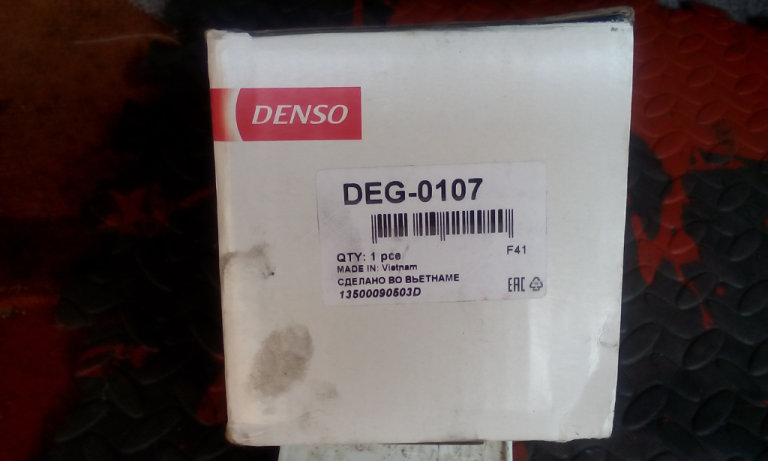 DENSO
DEG-0107
QTY: 1 pce
F41
MADE IN: Vietnam
СДЕЛАНО ВО ВЬЕТНАМЕ
13500090503D
EAC